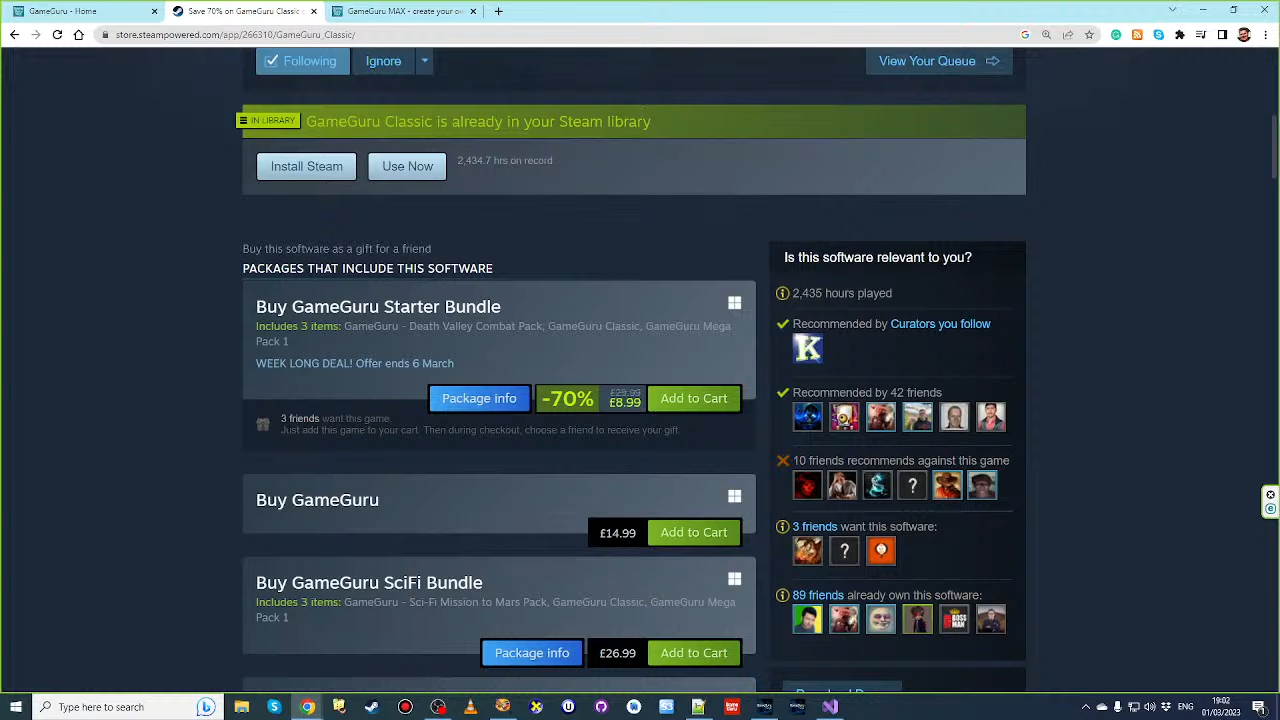 GameGuru - Home
Save 70% on GameGuru Classic o
GameGuru MAX - create your own
store.steampowered.com/app/266310/GameGuru_Classic/
Following
Ignore
View Your Queue
IN LIBRARY
GameGuru Classic is already in your Steam library
Install Steam
Use Now
2,434.7 hrs on record
Buy this software as a gift for a friend
PACKAGES THAT INCLUDE THIS SOFTWARE
Buy GameGuru Starter Bundle
Includes 3 items: GameGuru - Death Valley Combat Pack, GameGuru Classic, GameGuru Mega
Pack 1
WEEK LONG DEAL! Offer ends 6 March
Package info
-70%
£29.99
£8.99
Add to Cart
3 friends want this game.
Just add this game to your cart. Then during checkout, choose a friend to receive your gift.
Buy GameGuru
£14.99
Add to Cart
Buy GameGuru SciFi Bundle
Includes 3 items: GameGuru - Sci-Fi Mission to Mars Pack, GameGuru Classic, GameGuru Mega
Pack 1
Package info
£26.99
Add to Cart
Is this software relevant to you?
2,435 hours played
Recommended by Curators you follow
K
Recommended by 42 friends
10 friends recommends against this game
?
3 friends want this software:
?
89 friends already own this software:
BOSS
MAN
Type here to search
ENG
19:02
01/03/2023